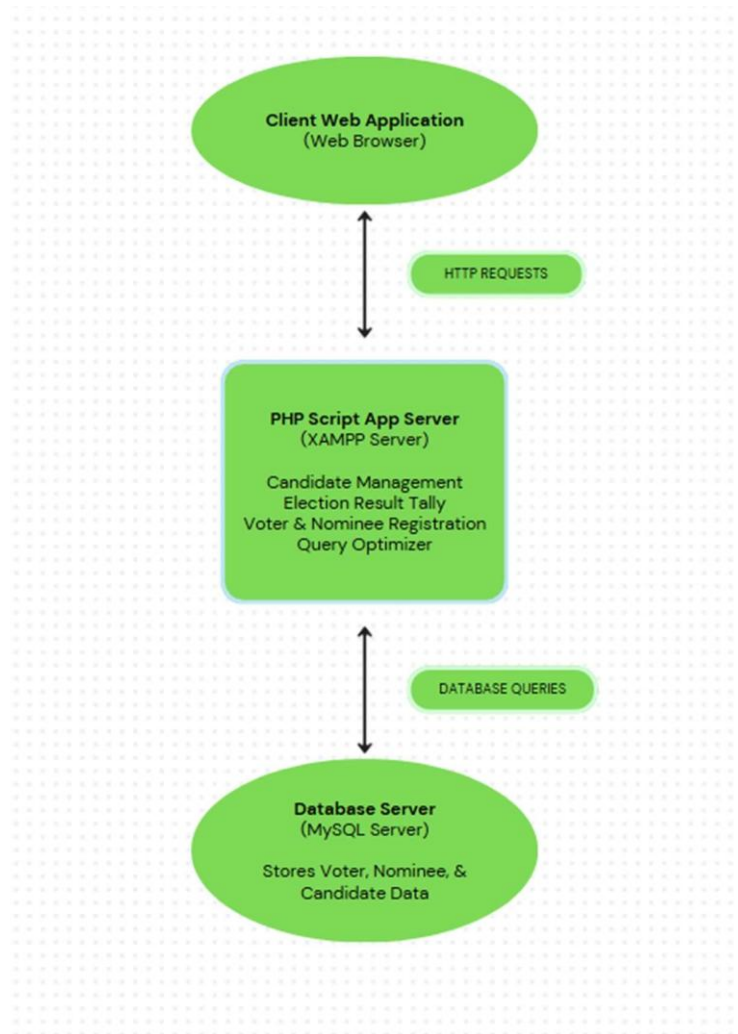 Client Web Application
(Web Browser)
HTTP REQUESTS
PHP Script App Server
(XAMPP Server)
Candidate Management
Election Result Tally
Voter & Nominee Registration
Query Optimizer
DATABASE QUERIES
Database Server
(MySQL Server)
Stores Voter, Nominee, &
Candidate Data